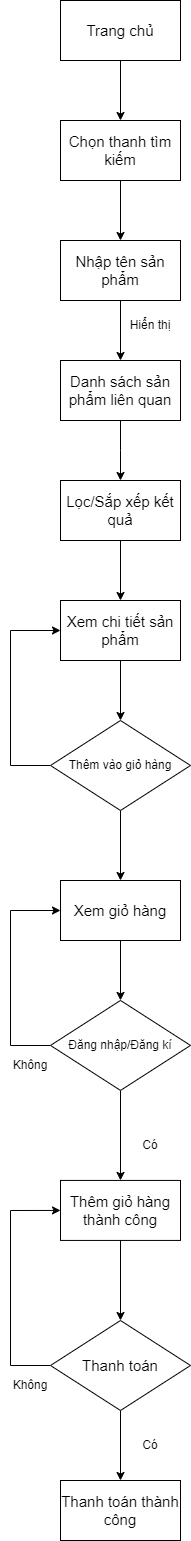 Trang chủ
Chọn thanh tìm
kiếm
Nhập tên sản
phẩm
Hiển thị
Danh sách sản
phẩm liên quan
Lọc/Sắp xếp kết
quả
Xem chi tiết sản
phẩm
Thêm vào giỏ hàng
Xem giỏ hàng
Đăng nhập/Đăng kí
Không
Có
Thêm giỏ hàng
thành công
Thanh toán
Không
Có
Thanh toán thành
công